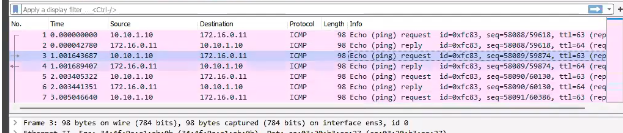 Apply a display filter ... <Ctrl-/>
No. Time Source Destination Protocol Length Info
1 0.000000000 10.10.1.10 172.16.0.11 ICMP 98 Echo (ping) request id=0xfc83, seq=58088/59618, ttl=63 (req
2 0.000042780 172.16.0.11 10.10.1.10 ICMP 98 Echo (ping) reply id=0xfc83, seq=58088/59618, ttl=64 (req
3 1.001643687 10.10.1.10 172.16.0.11 ICMP 98 Echo (ping) request id=0xfc83, seq=58089/59874, ttl=63 (rep
4 1.001689407 172.16.0.11 10.10.1.10 ICMP 98 Echo (ping) reply id=0xfc83, seq=58089/59874, ttl=64 (req
5 2.003405322 10.10.1.10 172.16.0.11 ICMP 98 Echo (ping) request id=0xfc83, seq=58090/60130, ttl=63 (rep
6 2.003441351 172.16.0.11 10.10.1.10 ICMP 98 Echo (ping) reply id=0xfc83, seq=58090/60130, ttl=64 (req
7 3.005046640 10.10.1.10 172.16.0.11 ICMP 98 Echo (ping) request id=0xfc83, seq=58091/60386, ttl=63 (rep
> Frame 3: 98 bytes on wire (784 bits), 98 bytes captured (784 bits) on interface ens3, id 0